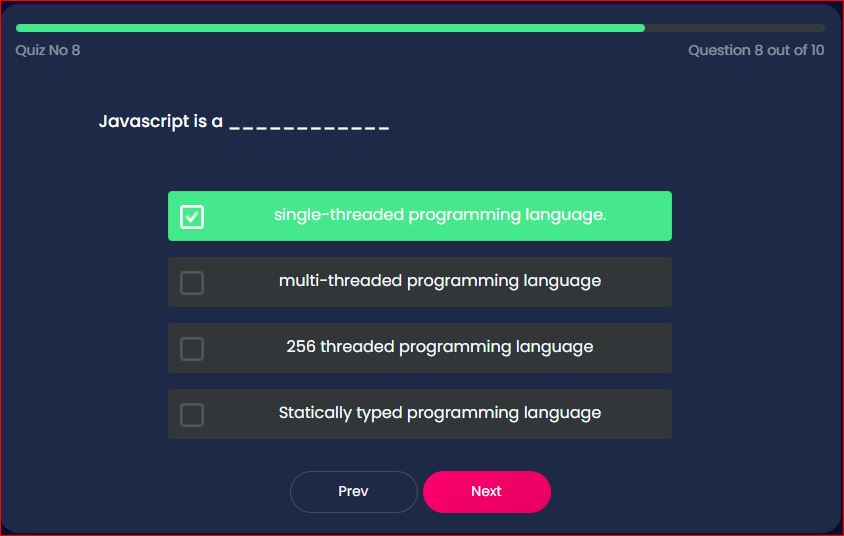 Quiz No 8
Question 8 out of 10
Javascript is a ____________
single-threaded programming language.
multi-threaded programming language
256 threaded programming language
Statically typed programming language
Prev
Next